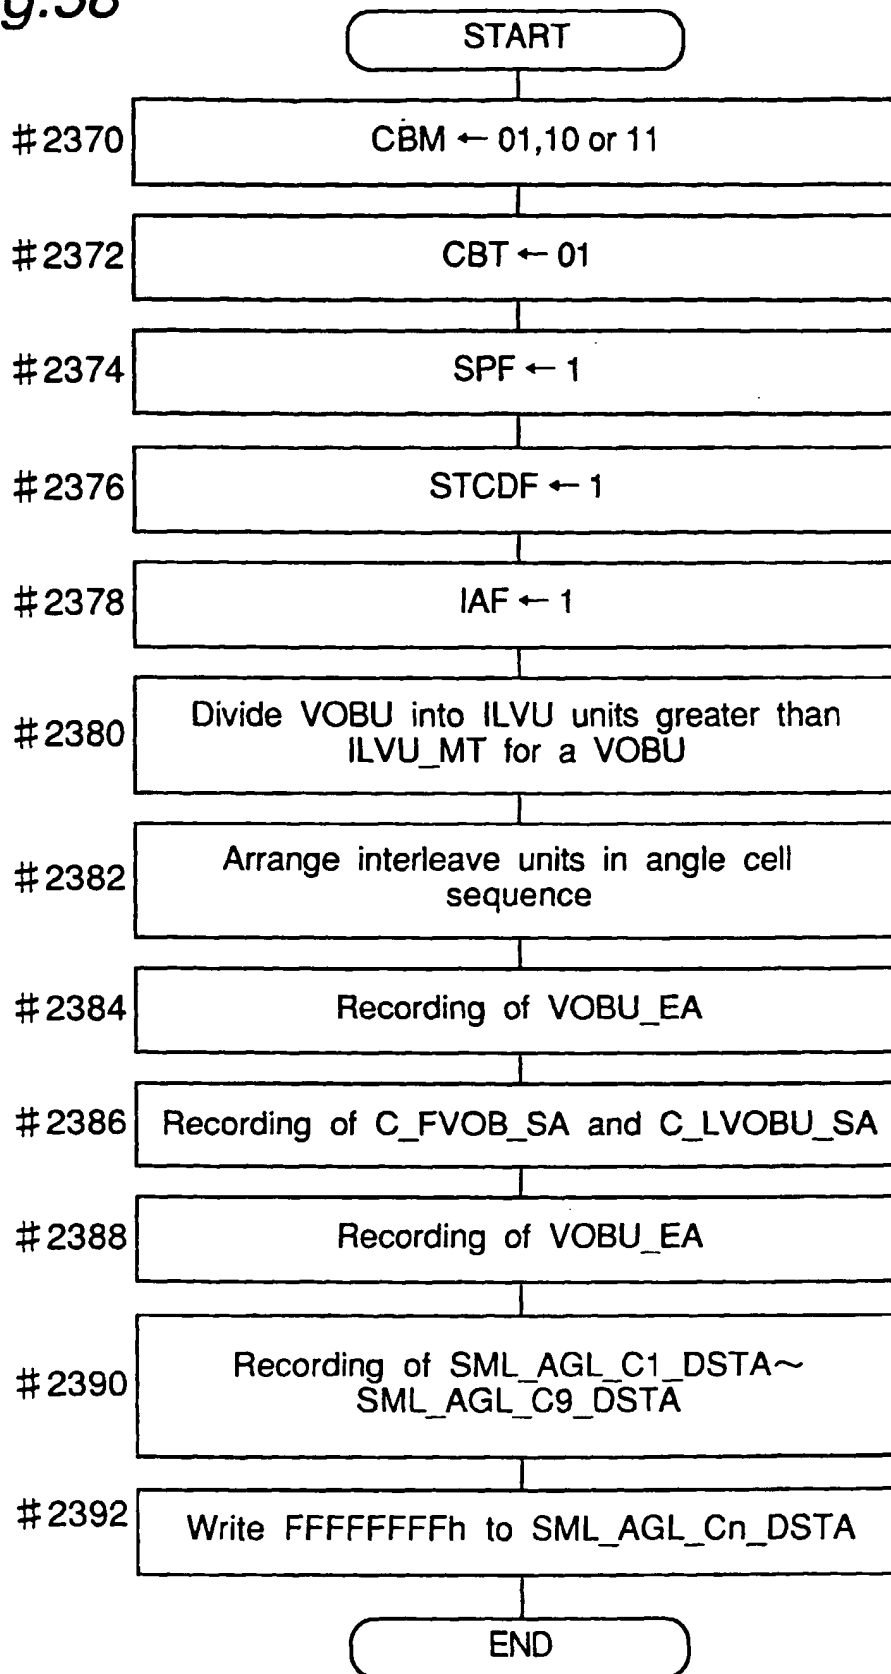 g.58
START
#2370
CBM ← 01,10 or 11
#2372
CBT ← 01
#2374
SPF ← 1
#2376
STCDF ← 1
#2378
IAF ← 1
#2380
Divide VOBU into ILVU units greater than
ILVU_MT for a VOBU
#2382
Arrange interleave units in angle cell
sequence
#2384
Recording of VOBU_EA
#2386
Recording of C_FVOB_SA and C_LVOBU_SA
#2388
Recording of VOBU_EA
#2390
Recording of SML_AGL_C1_DSTA~
SML_AGL_C9_DSTA
#2392
Write FFFFFFFFh to SML_AGL_Cn_DSTA
END